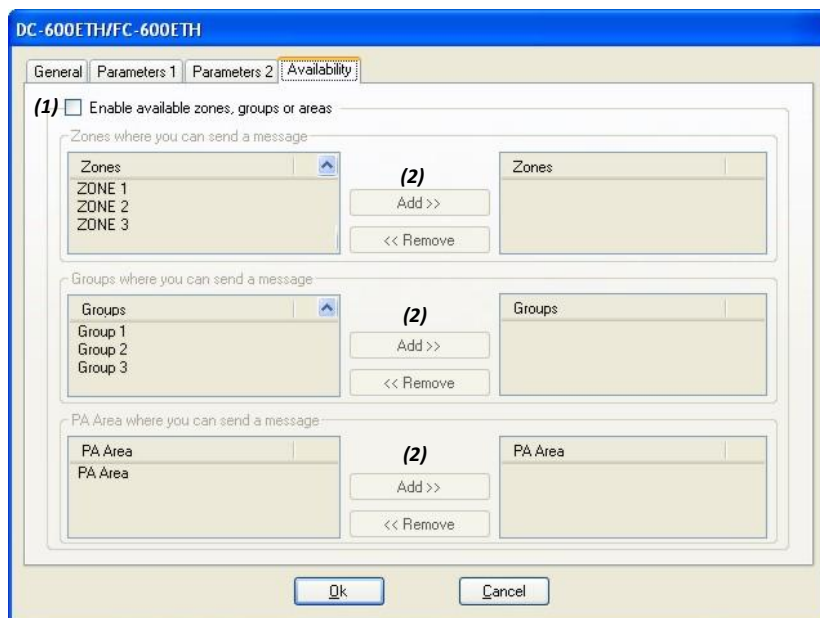 DC-600ETH/FC-600ETH
General Parameters 1 Parameters 2 Availability
(1) Enable available zones, groups or areas
Zones where you can send a message
Zones
ZONE 1
ZONE 2
ZONE 3
(2)
Add >>
<< Remove
Zones
Groups where you can send a message
Groups
Group 1
Group 2
Group 3
(2)
Add >>
<< Remove
Groups
PA Area where you can send a message
PA Area
PA Area
(2)
Add >>
<< Remove
PA Area
Ok Cancel